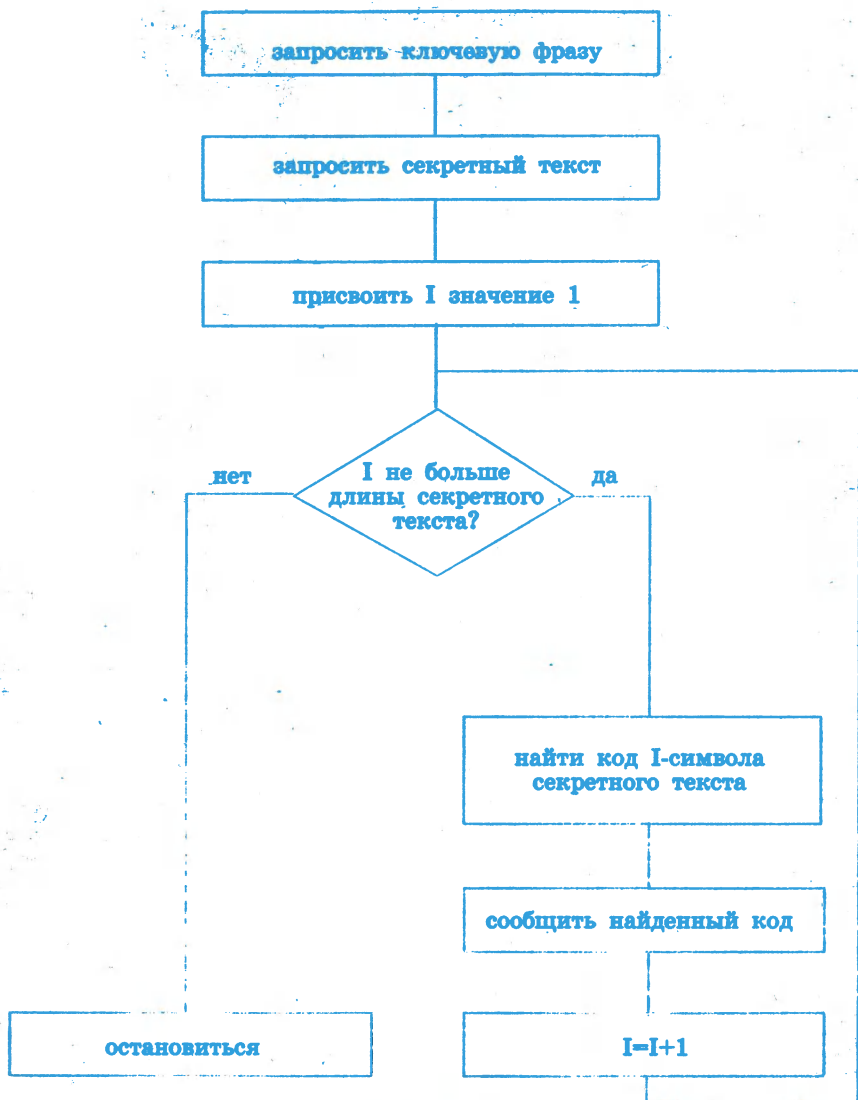 запросить ключевую фразу
запросить секретный текст
присвоить I значение 1
I не больше
длины секретного
текста?
нет
да
найти код I-символа
секретного текста
сообщить найденный код
остановиться
I=I+1